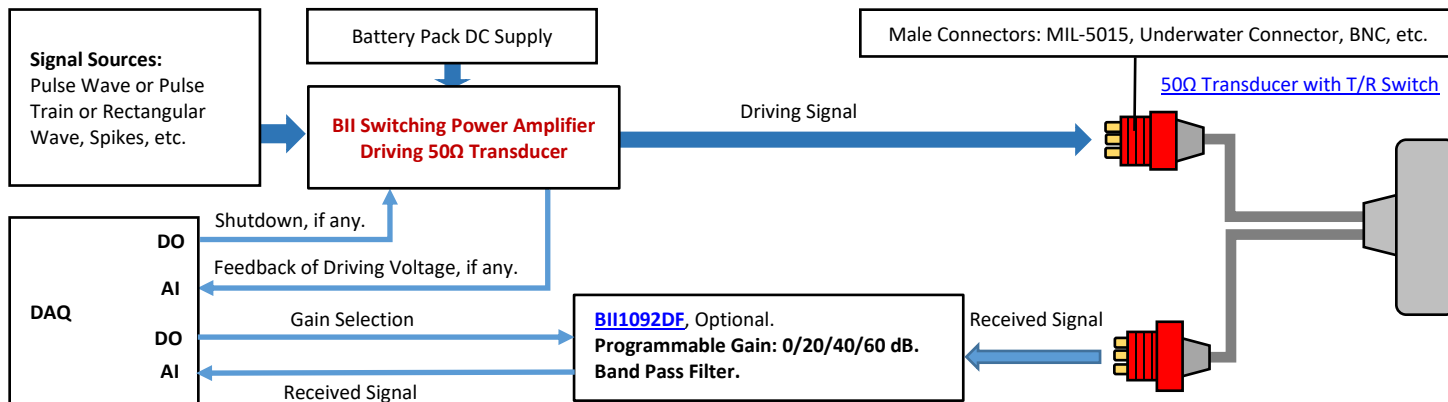 Signal Sources:
Pulse Wave or Pulse
Train or Rectangular
Wave, Spikes, etc.
Battery Pack DC Supply
Male Connectors: MIL-5015, Underwater Connector, BNC, etc.
50Ω Transducer with T/R Switch
BII Switching Power Amplifier
Driving 50Ω Transducer
Driving Signal
Shutdown, if any.
DO
Feedback of Driving Voltage, if any.
AI
DAQ
Gain Selection
DO
AI
Received Signal
BII1092DF, Optional.
Programmable Gain: 0/20/40/60 dB.
Band Pass Filter.
Received Signal